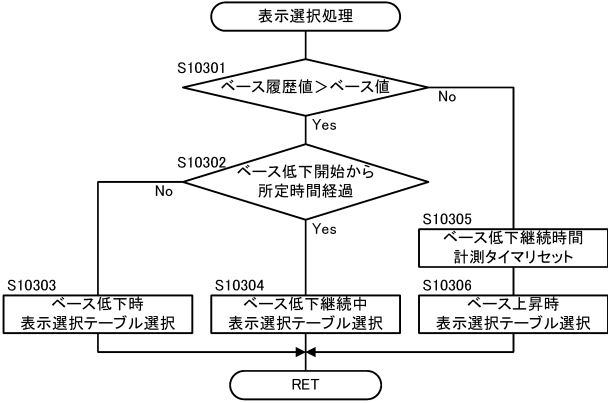 表示選択処理
S10301
ベース履歴値＞ベース値
No
Yes
S10302
ベース低下開始から
所定時間経過
No
Yes
S10305
ベース低下継続時間
計測タイマリセット
S10303
ベース低下時
表示選択テーブル選択
S10304
ベース低下継続中
表示選択テーブル選択
S10306
ベース上昇時
表示選択テーブル選択
RET